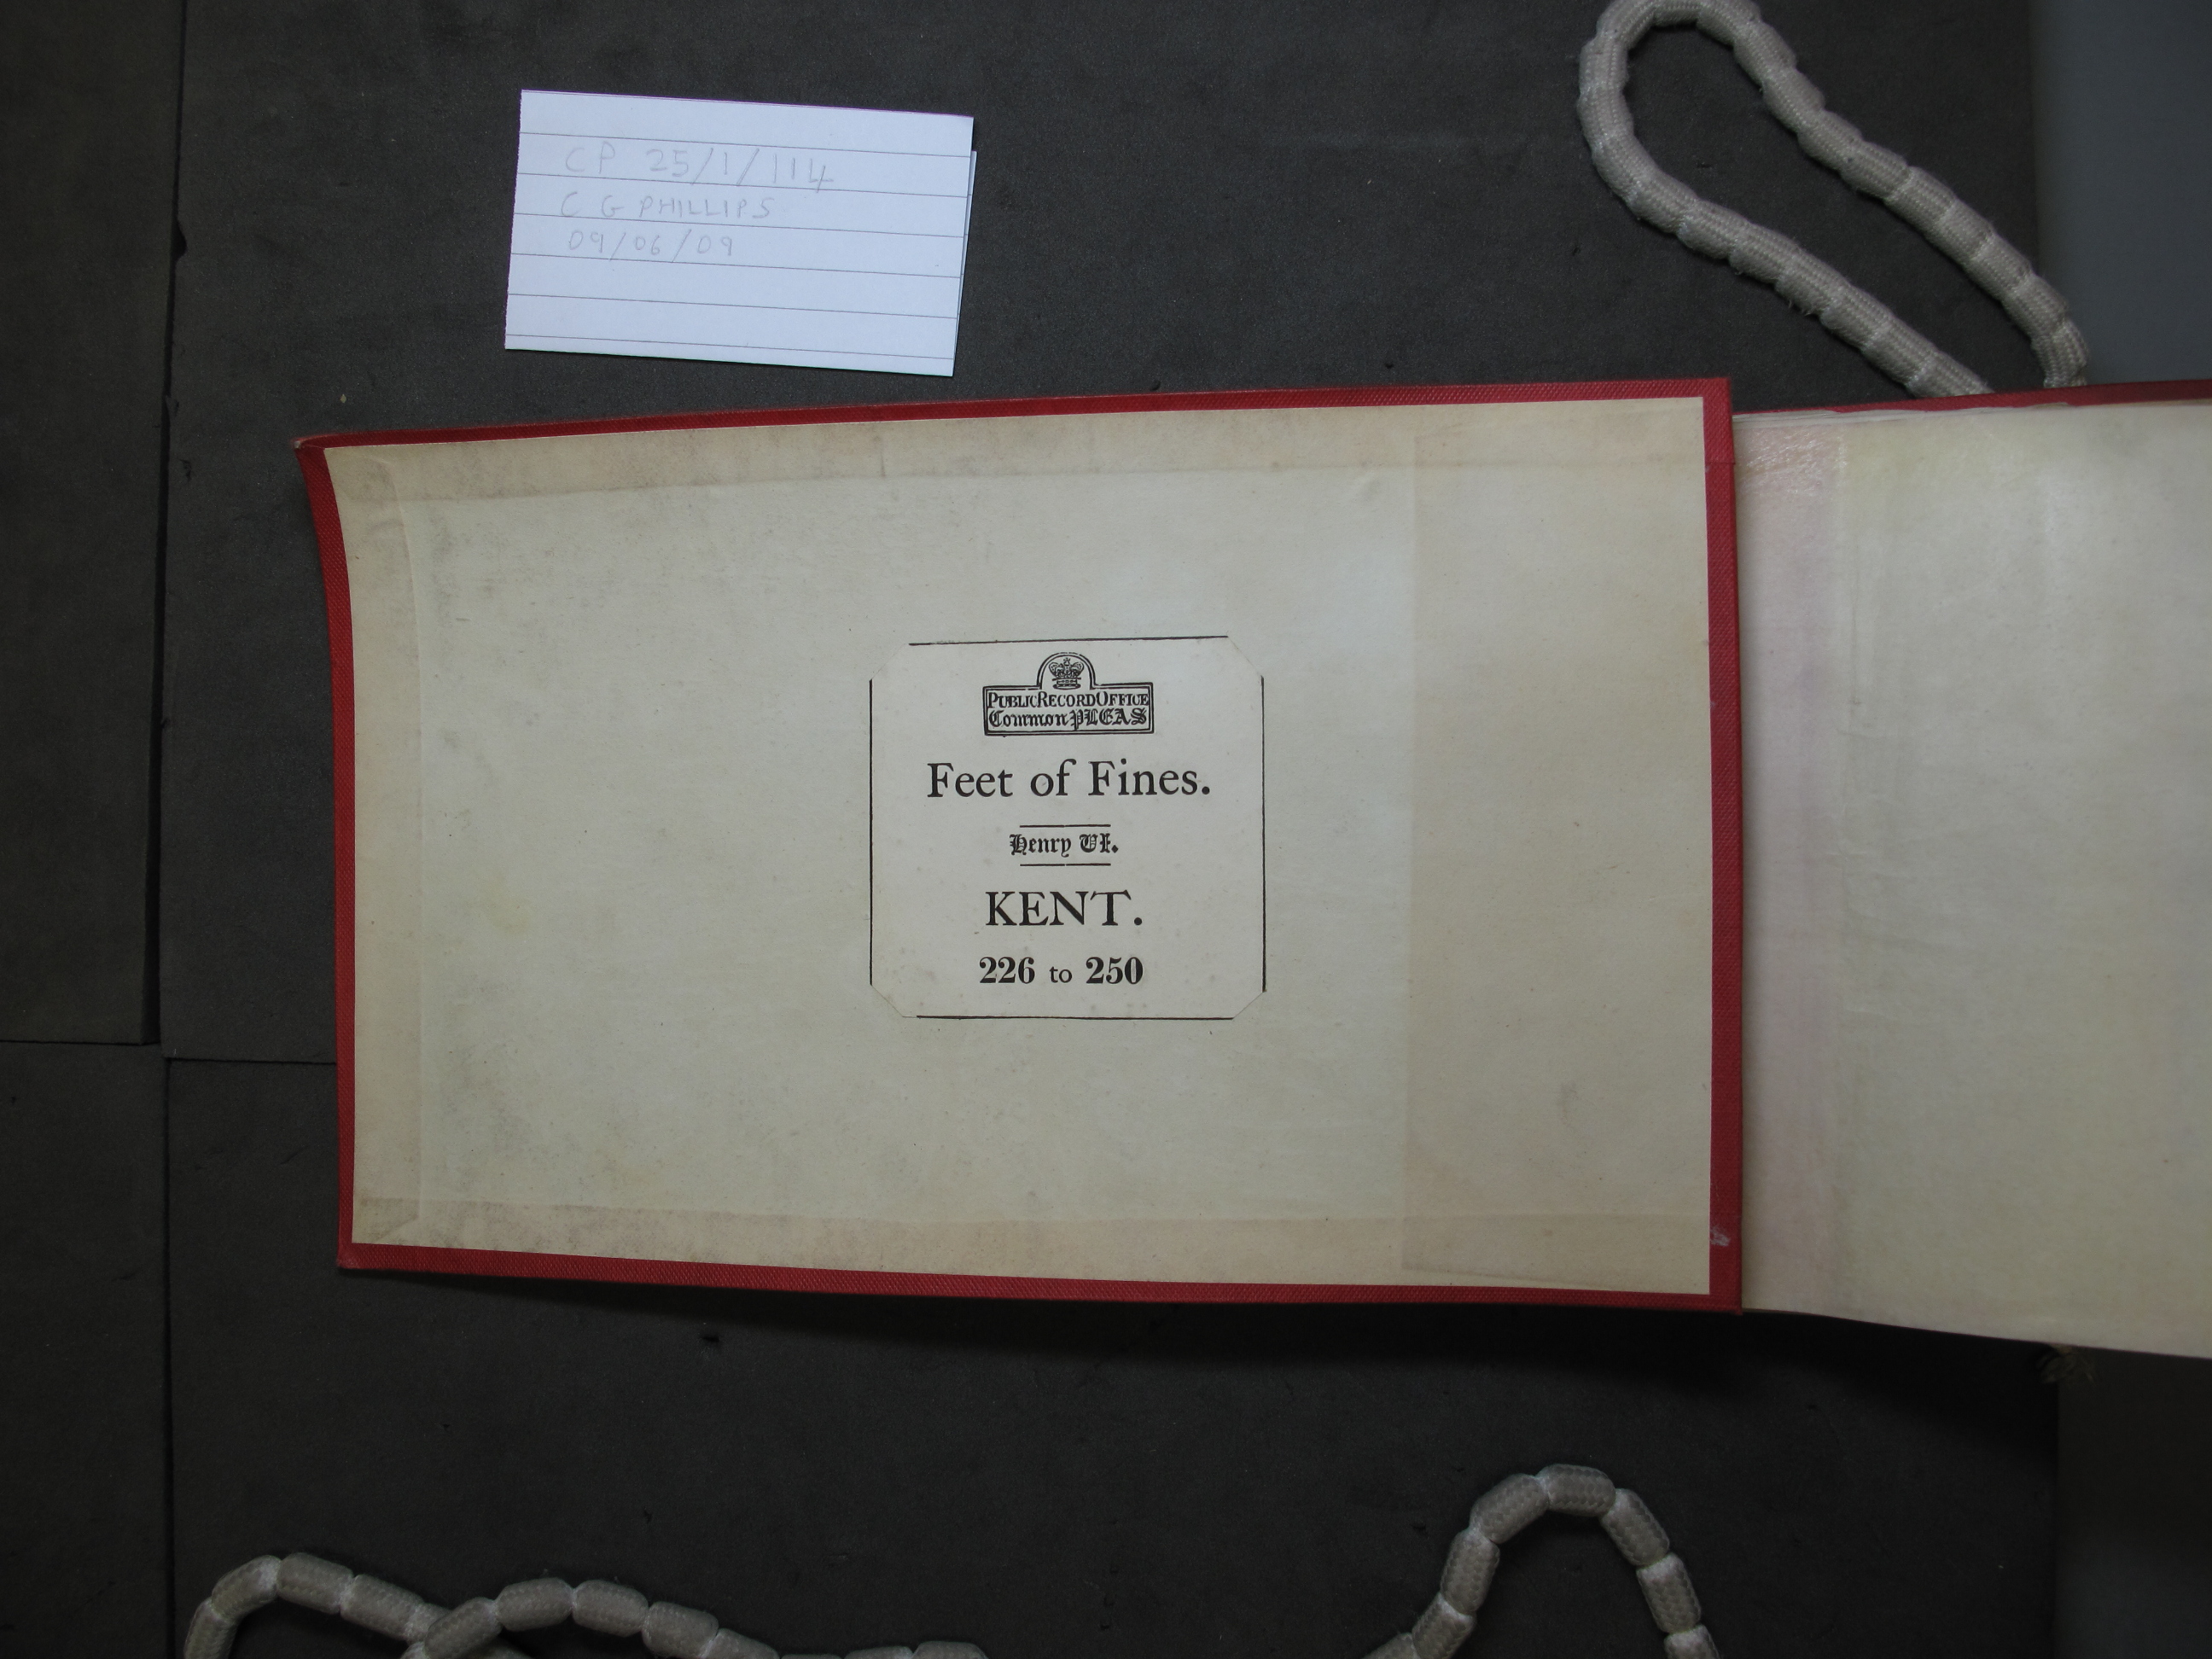 CP 25/1/114
C G PHILLIPS
09/06/09
PUBLIC RECORD OFFICE
Common PLEAS
Feet of Fines.
Henry VI.
KENT.
226 to 250